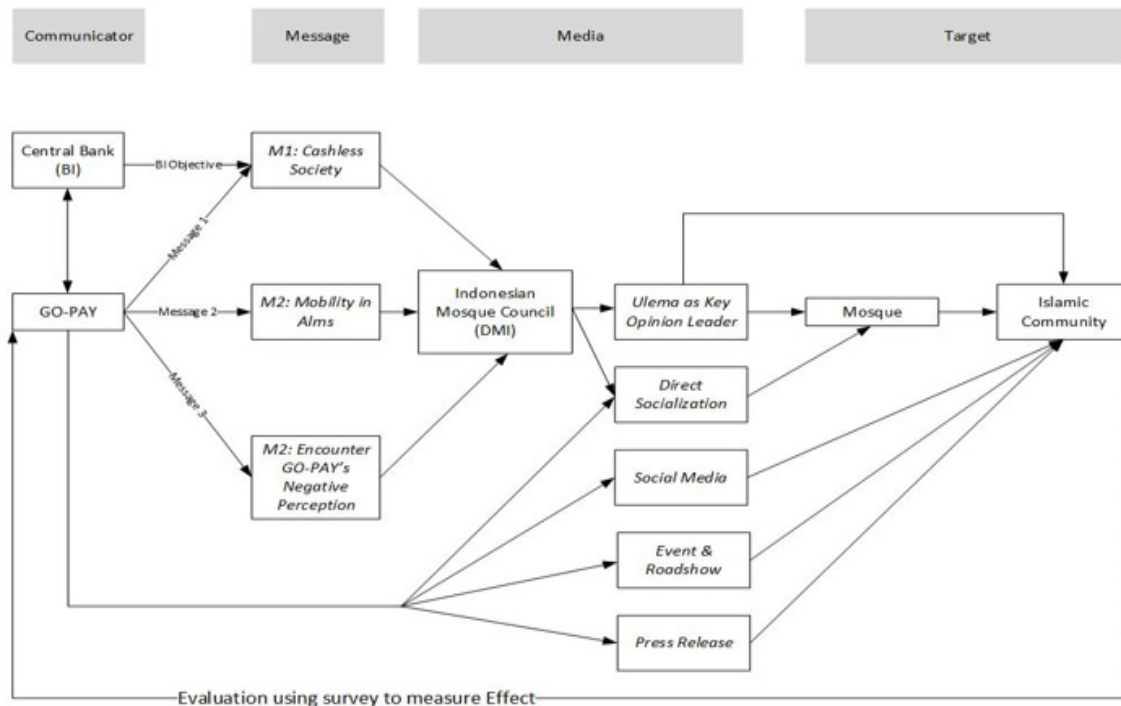 Communicator
Message
Media
Target
Central Bank
(BI)
BI Objective
M1: Cashless
Society
Message 1
GO-PAY
Message 2
M2: Mobility in
Alms
Indonesian
Mosque Council
(DMI)
Ulema as Key
Opinion Leader
Mosque
Islamic
Community
Direct
Socialization
Message 3
M2: Encounter
GO-PAY's
Negative
Perception
Social Media
Event &
Roadshow
Press Release
Evaluation using survey to measure Effect